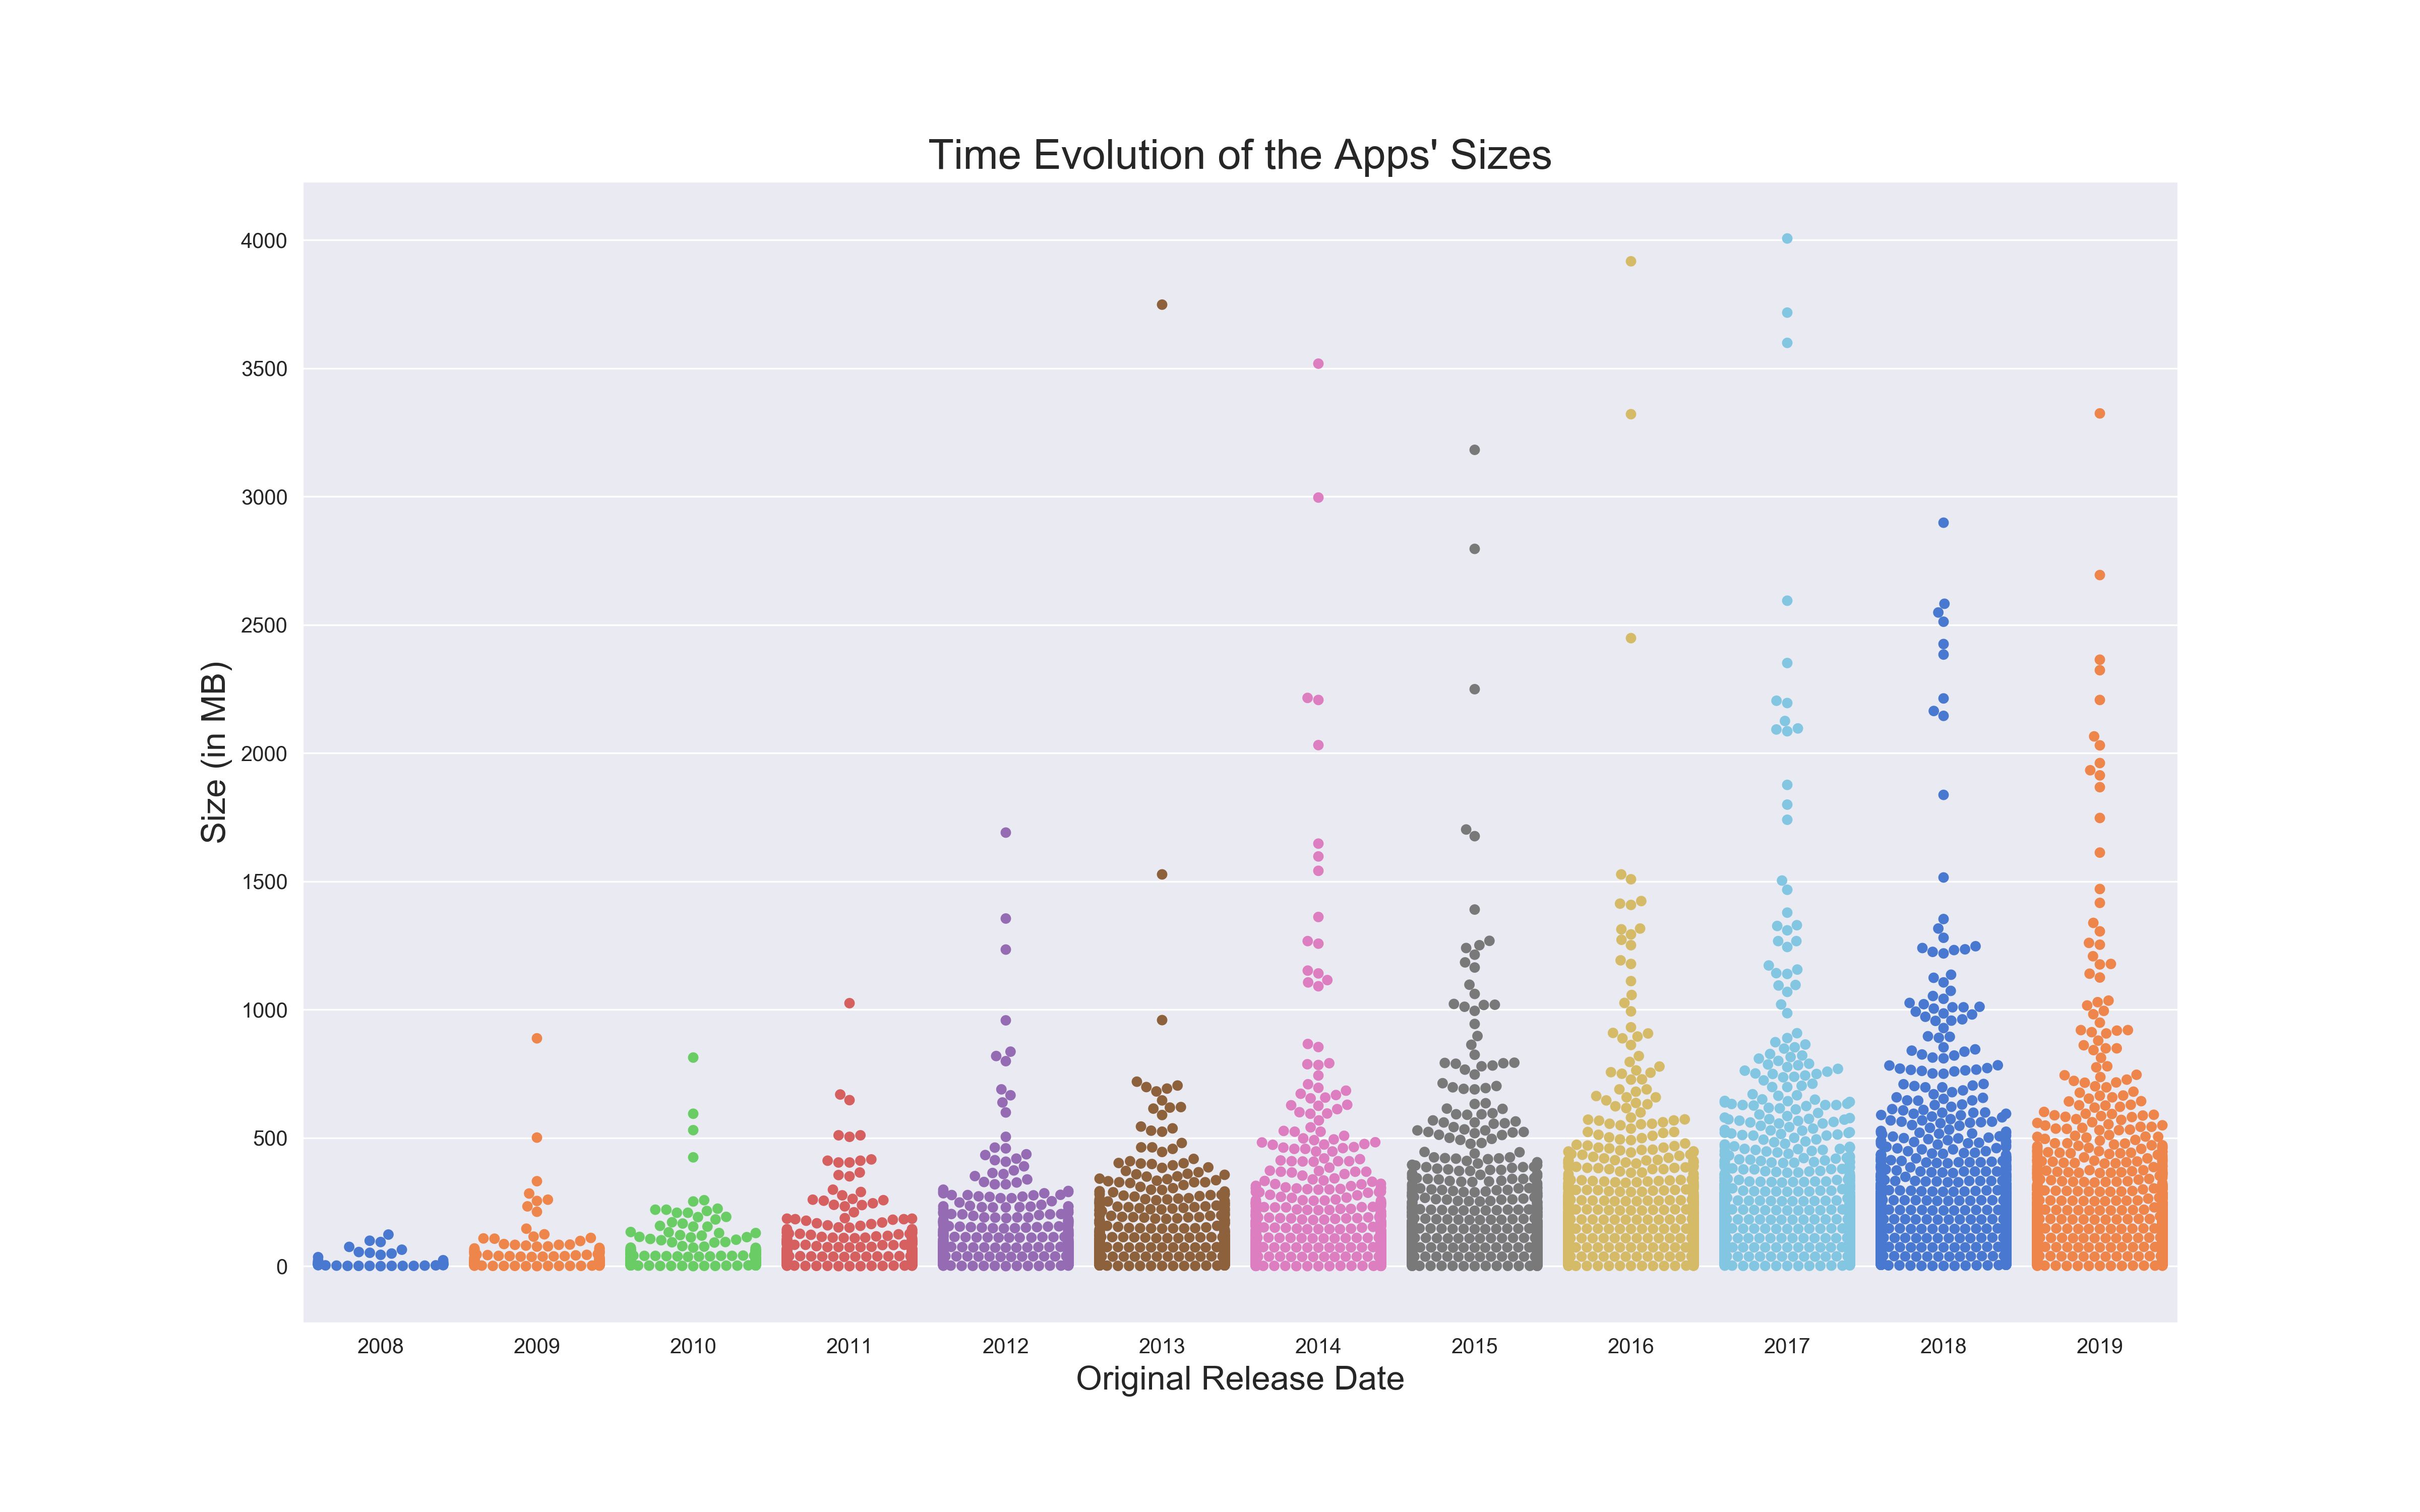 Time Evolution of the Apps' Sizes
4000
3500
3000
2500
2000
1500
1000
500
0
Size (in MB)
2008 2009 2010 2011 2012 2013 2014 2015 2016 2017 2018 2019
Original Release Date